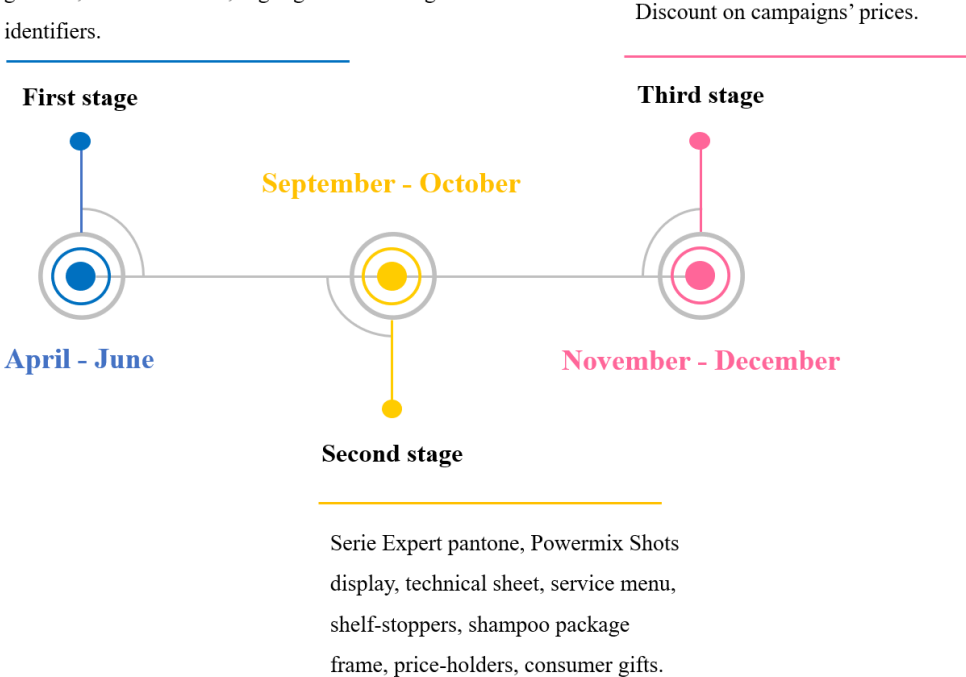 identifiers.
Discount on campaigns’ prices.
First stage
Third stage
September - October
April - June
November - December
Second stage
Serie Expert pantone, Powermix Shots
display, technical sheet, service menu,
shelf-stoppers, shampoo package
frame, price-holders, consumer gifts.